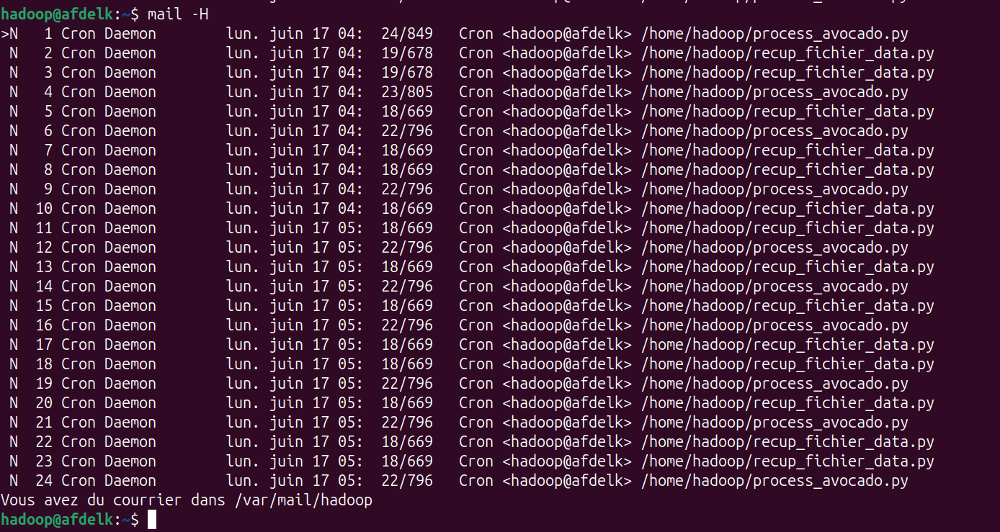 hadoop@afdelk:~$ mail -H
>N   1 Cron Daemon        lun. juin 17 04:  24/849   Cron <hadoop@afdelk> /home/hadoop/process_avocado.py
 N   2 Cron Daemon        lun. juin 17 04:  19/678   Cron <hadoop@afdelk> /home/hadoop/recup_fichier_data.py
 N   3 Cron Daemon        lun. juin 17 04:  19/678   Cron <hadoop@afdelk> /home/hadoop/recup_fichier_data.py
 N   4 Cron Daemon        lun. juin 17 04:  23/805   Cron <hadoop@afdelk> /home/hadoop/process_avocado.py
 N   5 Cron Daemon        lun. juin 17 04:  18/669   Cron <hadoop@afdelk> /home/hadoop/recup_fichier_data.py
 N   6 Cron Daemon        lun. juin 17 04:  22/796   Cron <hadoop@afdelk> /home/hadoop/process_avocado.py
 N   7 Cron Daemon        lun. juin 17 04:  18/669   Cron <hadoop@afdelk> /home/hadoop/recup_fichier_data.py
 N   8 Cron Daemon        lun. juin 17 04:  18/669   Cron <hadoop@afdelk> /home/hadoop/recup_fichier_data.py
 N   9 Cron Daemon        lun. juin 17 04:  22/796   Cron <hadoop@afdelk> /home/hadoop/process_avocado.py
 N  10 Cron Daemon        lun. juin 17 04:  18/669   Cron <hadoop@afdelk> /home/hadoop/recup_fichier_data.py
 N  11 Cron Daemon        lun. juin 17 05:  18/669   Cron <hadoop@afdelk> /home/hadoop/recup_fichier_data.py
 N  12 Cron Daemon        lun. juin 17 05:  22/796   Cron <hadoop@afdelk> /home/hadoop/process_avocado.py
 N  13 Cron Daemon        lun. juin 17 05:  18/669   Cron <hadoop@afdelk> /home/hadoop/recup_fichier_data.py
 N  14 Cron Daemon        lun. juin 17 05:  22/796   Cron <hadoop@afdelk> /home/hadoop/process_avocado.py
 N  15 Cron Daemon        lun. juin 17 05:  18/669   Cron <hadoop@afdelk> /home/hadoop/recup_fichier_data.py
 N  16 Cron Daemon        lun. juin 17 05:  22/796   Cron <hadoop@afdelk> /home/hadoop/process_avocado.py
 N  17 Cron Daemon        lun. juin 17 05:  18/669   Cron <hadoop@afdelk> /home/hadoop/recup_fichier_data.py
 N  18 Cron Daemon        lun. juin 17 05:  18/669   Cron <hadoop@afdelk> /home/hadoop/recup_fichier_data.py
 N  19 Cron Daemon        lun. juin 17 05:  22/796   Cron <hadoop@afdelk> /home/hadoop/process_avocado.py
 N  20 Cron Daemon        lun. juin 17 05:  18/669   Cron <hadoop@afdelk> /home/hadoop/recup_fichier_data.py
 N  21 Cron Daemon        lun. juin 17 05:  22/796   Cron <hadoop@afdelk> /home/hadoop/process_avocado.py
 N  22 Cron Daemon        lun. juin 17 05:  18/669   Cron <hadoop@afdelk> /home/hadoop/recup_fichier_data.py
 N  23 Cron Daemon        lun. juin 17 05:  18/669   Cron <hadoop@afdelk> /home/hadoop/recup_fichier_data.py
 N  24 Cron Daemon        lun. juin 17 05:  22/796   Cron <hadoop@afdelk> /home/hadoop/process_avocado.py
Vous avez du courrier dans /var/mail/hadoop
hadoop@afdelk:~$